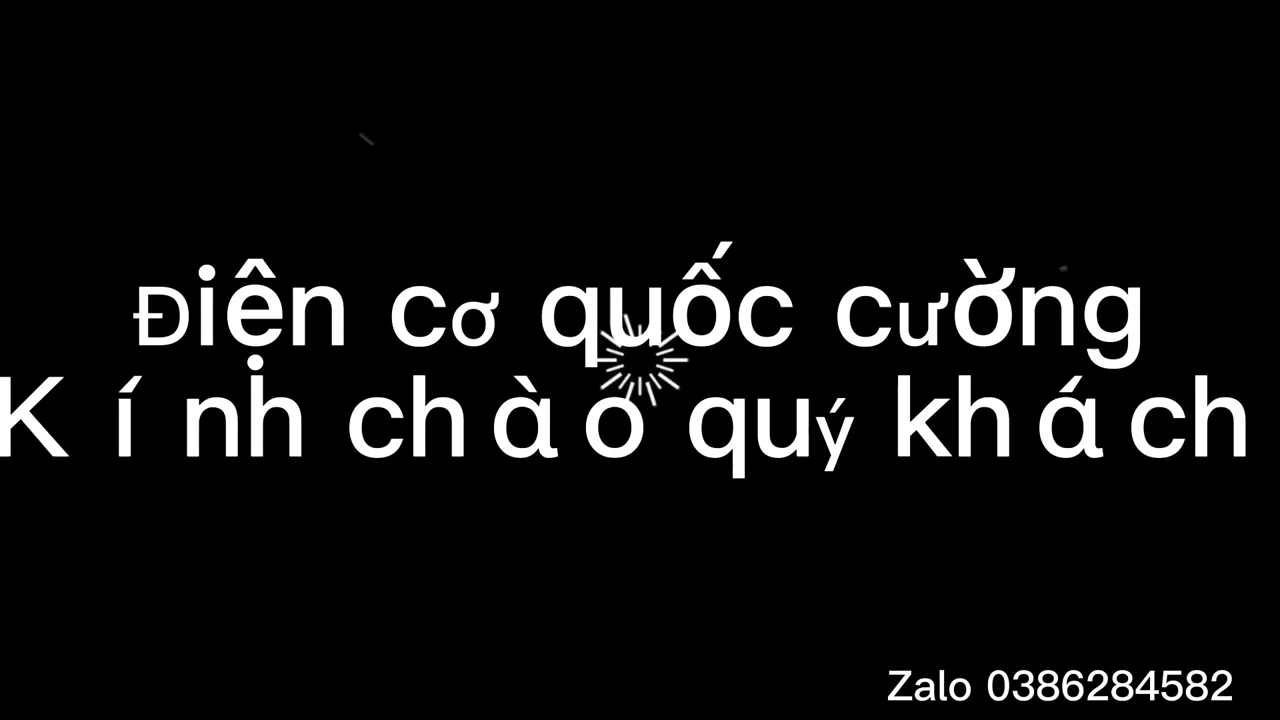 Điện cơ quốc cường
Kính chào quý khách
Zalo 0386284582